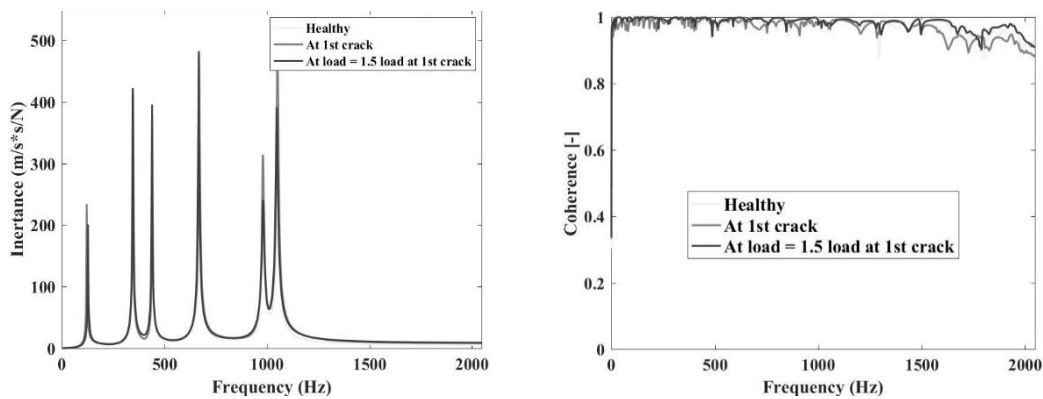 500
400
300
200
100
0
Inertance (m/s*s/N)
Healthy
At 1st crack
At load = 1.5 load at 1st crack
0 500 1000 1500 2000
Frequency (Hz)
1
0.8
0.6
0.4
0.2
0
Coherence [-]
Healthy
At 1st crack
At load = 1.5 load at 1st crack
0 500 1000 1500 2000
Frequency (Hz)